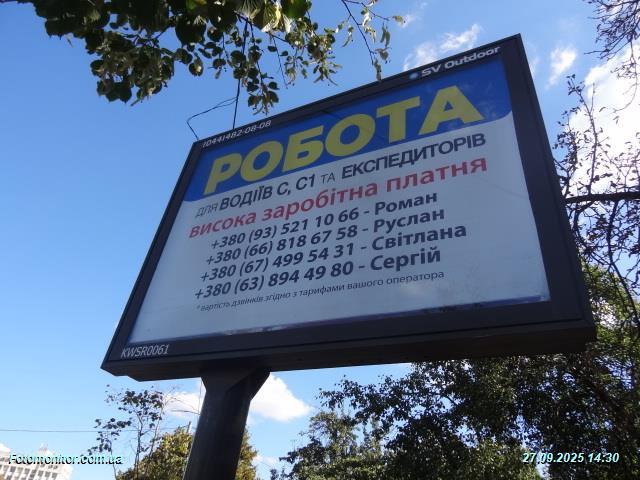 SV Outdoor
(044)482-08-08
РОБОТА
ДЛЯ ВОДІЇВ С, С1 ТА ЕКСПЕДИТОРІВ
висока заробітна платня
+380 (93) 521 10 66 - Роман
+380 (66) 818 67 58 - Руслан
+380 (67) 499 54 31 - Світлана
+380 (63) 894 49 80 - Сергій
* вартість дзвінків згідно з тарифами вашого оператора
KWSR0061
Fotomonitor.com.ua
27.09.2025 14:30